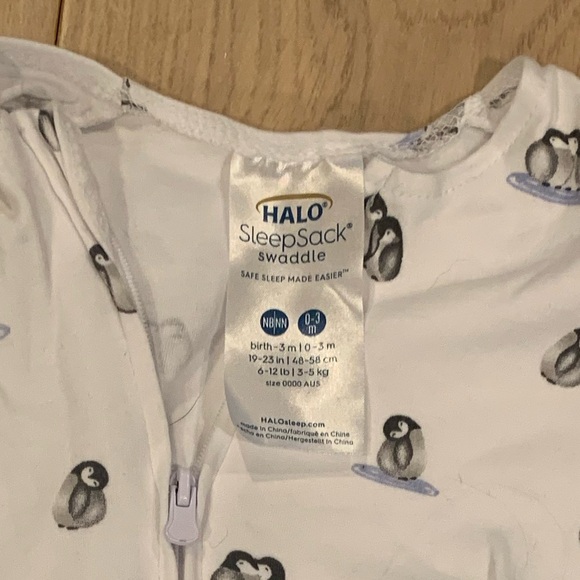 HALO®
SleepSack®
swaddle
SAFE SLEEP MADE EASIER™
NB|NN 0-3 m
birth-3 m | 0-3 m
19-23 in | 48-58 cm
6-12 lb | 3-5 kg
size 0000 AUS
HALOsleep.com
made in China/fabriqué en Chine
en China/Hergestellt in China